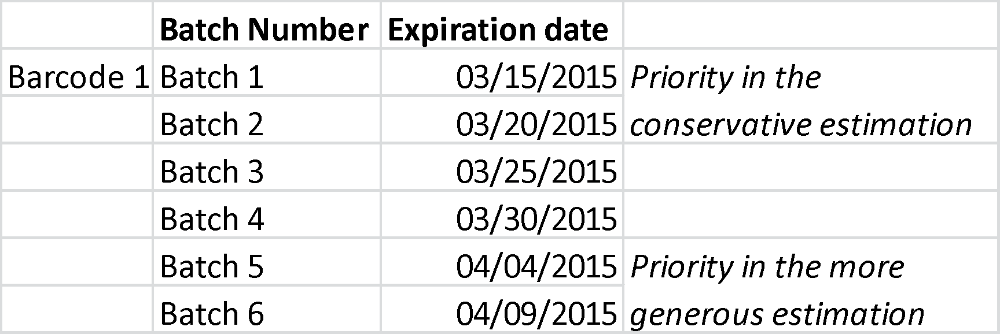 Batch Number Expiration date
Barcode 1 Batch 1 03/15/2015 Priority in the
Batch 2 03/20/2015 conservative estimation
Batch 3 03/25/2015
Batch 4 03/30/2015
Batch 5 04/04/2015 Priority in the more
Batch 6 04/09/2015 generous estimation